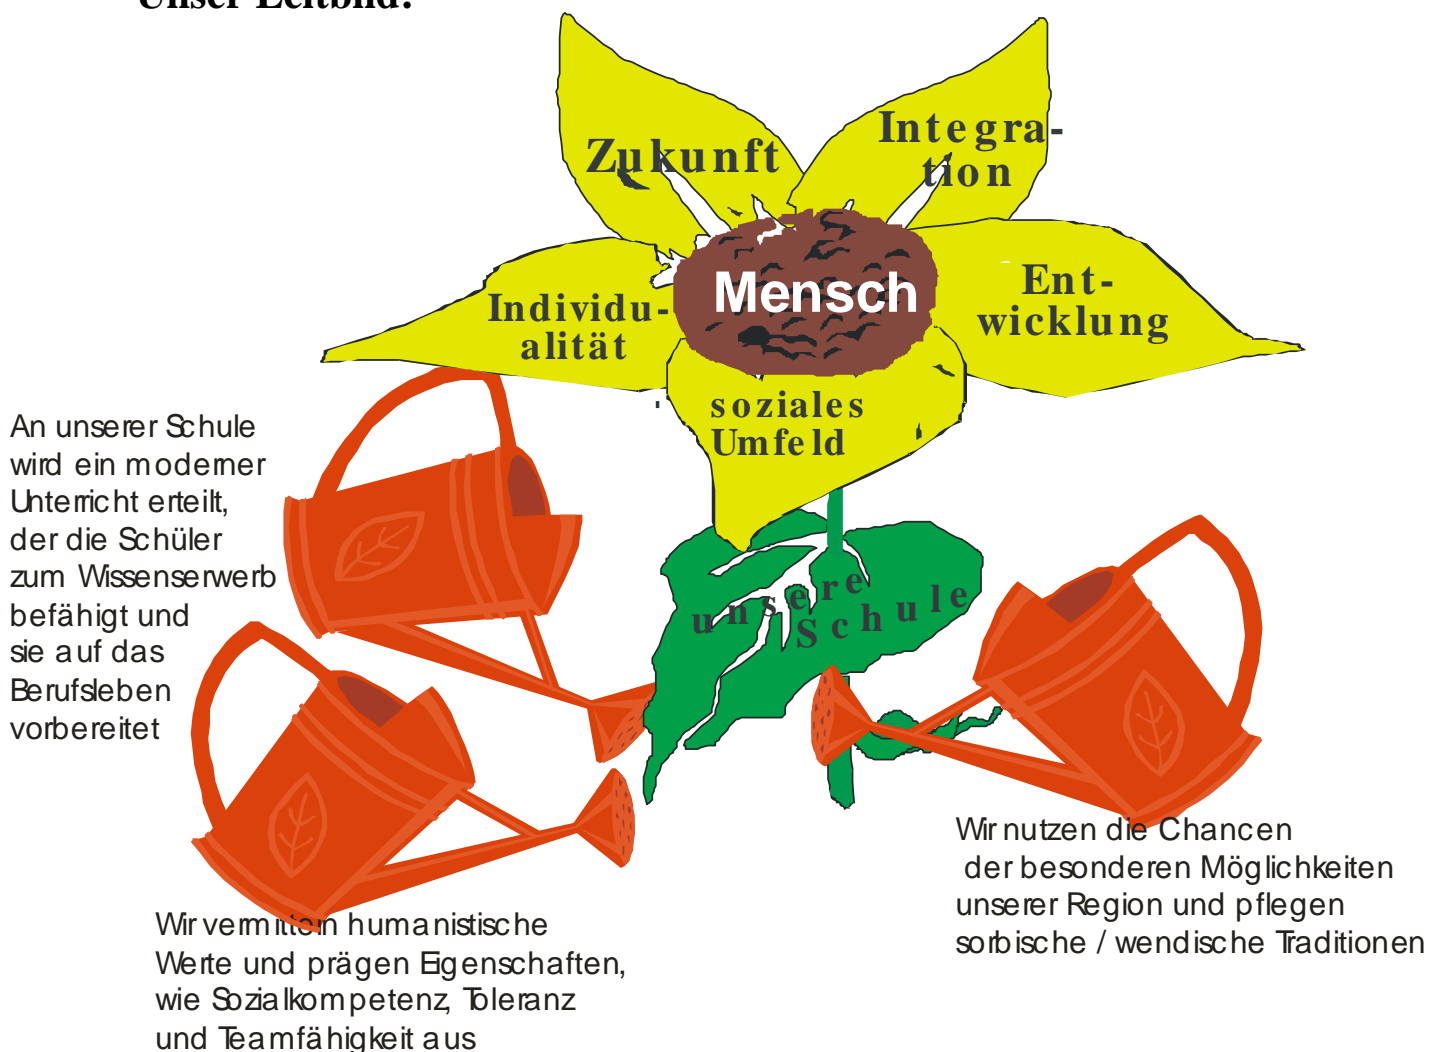 Unser Leitbild:
Zukunft
Integra-
tion
Mensch
Individu-
alität
Ent-
wicklung
soziales
Umfeld
unsere
Schule
An unserer Schule
wird ein moderner
Unterricht erteilt,
der die Schüler
zum Wissenserwerb
befähigt und
sie auf das
Berufsleben
vorbereitet
Wir vermitteln humanistische
Werte und prägen Eigenschaften,
wie Sozialkompetenz, Toleranz
und Teamfähigkeit aus
Wir nutzen die Chancen
der besonderen Möglichkeiten
unserer Region und pflegen
sorbische / wendische Traditionen